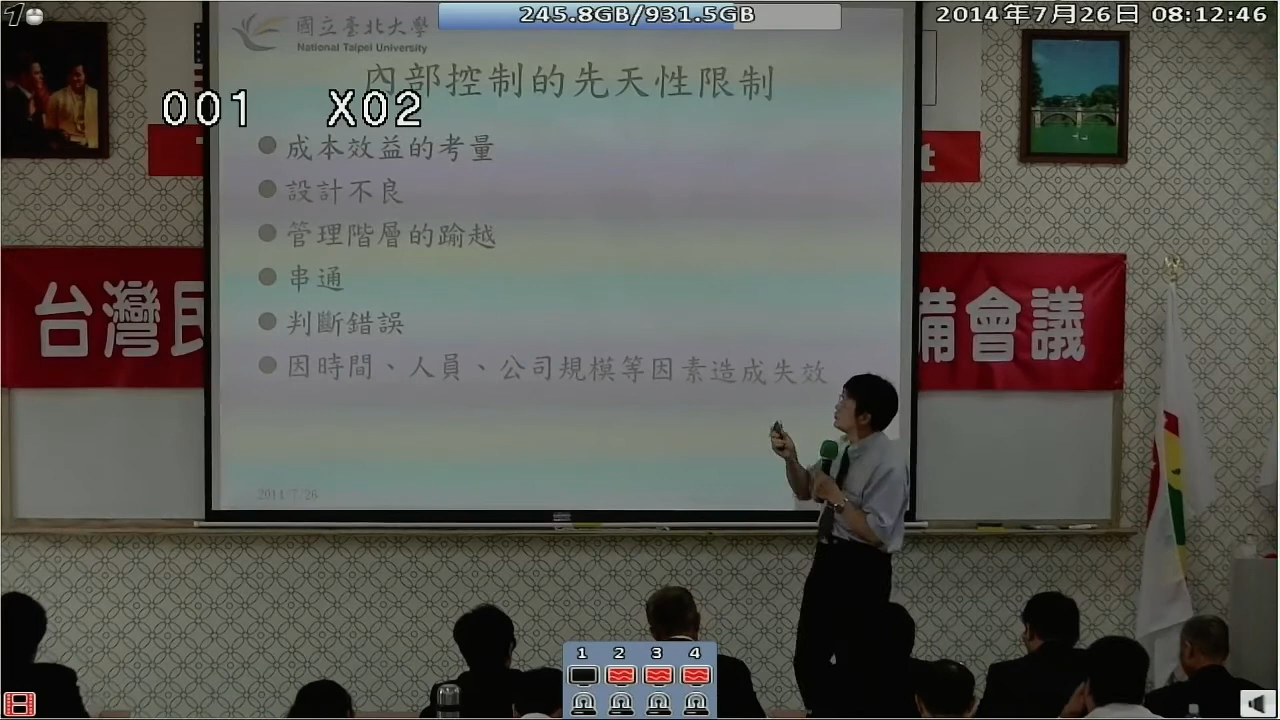 1
245.8GB/931.5GB
2014年7月26日 08:12:46
國立臺北大學
National Taipei University
內部控制的先天性限制
001 X02
成本效益的考量
t
設計不良
管理階層的踰越
台灣民
備會議
串通
判斷錯誤
因時間、人員、公司規模等因素造成失效
2014/7/26
1 2 3 4